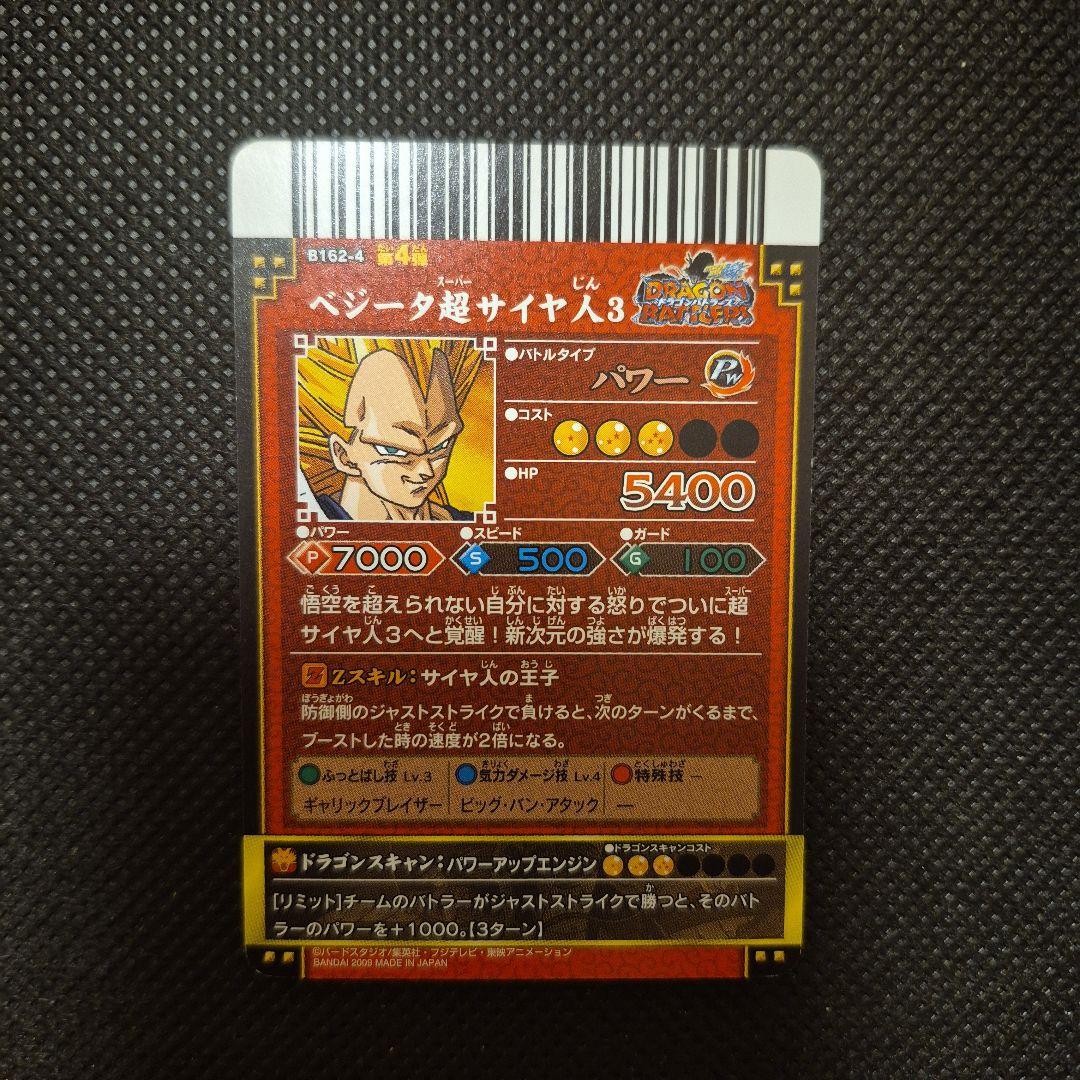 B162-4 第4弾
ベジータ超サイヤ人3
DRAGON
ドラゴンバトラーズ
BATTLERS
●バトルタイプ
パワー PW
●コスト
●HP
5400
●パワー ●スピード ●ガード
P 7000 S 500 G 100
悟空を超えられない自分に対する怒りでついに超
サイヤ人3へと覚醒!新次元の強さが爆発する!
Z Zスキル:サイヤ人の王子
防御側のジャストストライクで負けると、次のターンがくるまで、
ブーストした時の速度が2倍になる。
ふっとばし技 Lv.3 気力ダメージ技 Lv.4 特殊技 —
ギャリックブレイザー ビッグ・バン・アタック —
ドラゴンスキャン:パワーアップエンジン ●ドラゴンスキャンコスト
[リミット]チームのバトラーがジャストストライクで勝つと、そのバト
ラーのパワーを+1000。【3ターン】
©バードスタジオ/集英社・フジテレビ・東映アニメーション
BANDAI 2009 MADE IN JAPAN